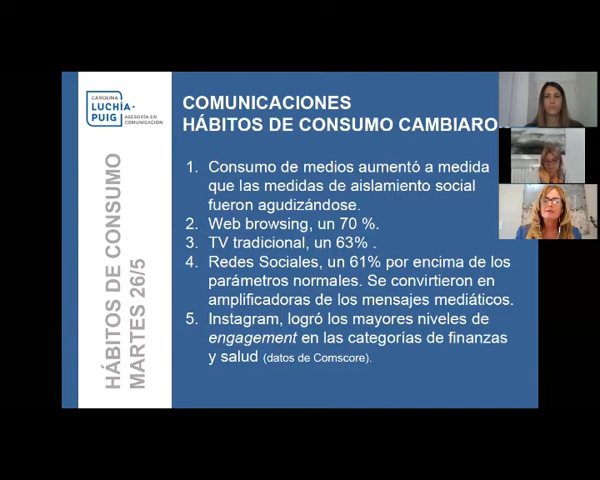 CAROLINA
LUCHÍA-
PUIG
ASESORÍA EN
COMUNICACIÓN
HÁBITOS DE CONSUMO
MARTES 26/5
COMUNICACIONES
HÁBITOS DE CONSUMO CAMBIARO
1. Consumo de medios aumentó a medida
que las medidas de aislamiento social
fueron agudizándose.
2. Web browsing, un 70 %.
3. TV tradicional, un 63% .
4. Redes Sociales, un 61% por encima de los
parámetros normales. Se convirtieron en
amplificadoras de los mensajes mediáticos.
5. Instagram, logró los mayores niveles de
engagement en las categorías de finanzas
y salud (datos de Comscore).